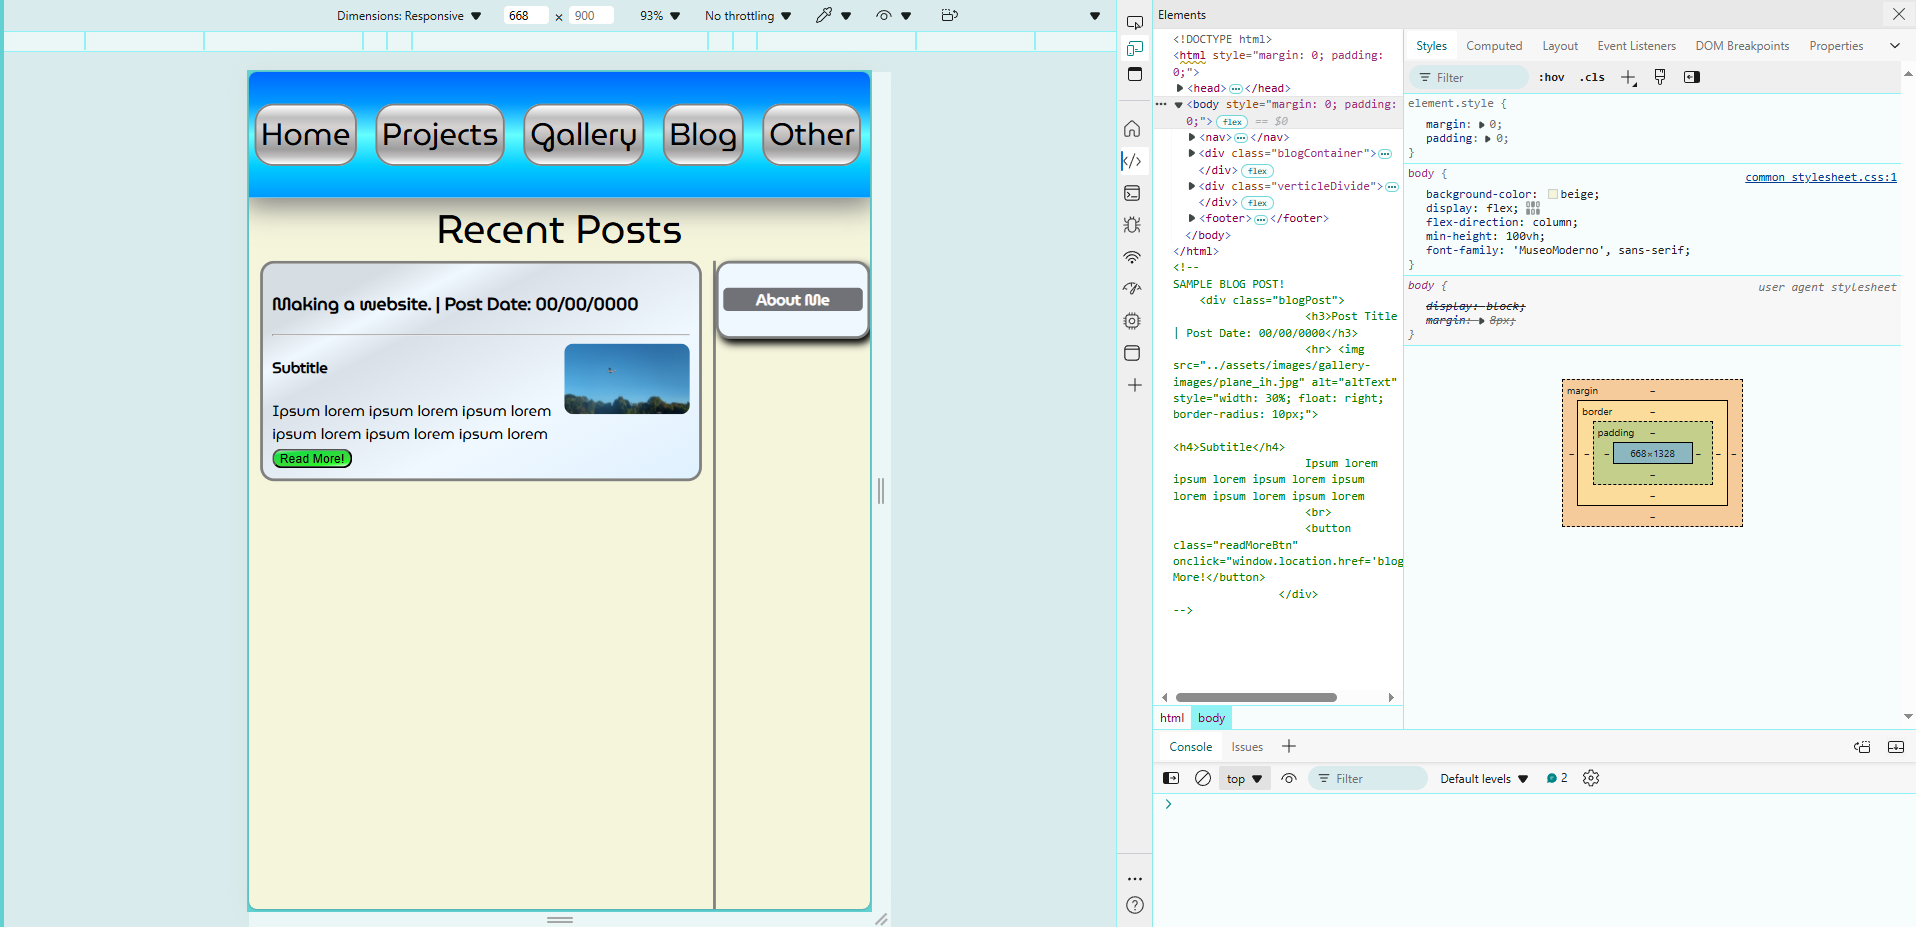 Dimensions: Responsive 668 × 900 93% No throttling
Home Projects Gallery Blog Other
Recent Posts
Making a website. | Post Date: 00/00/0000
Subtitle
Ipsum lorem ipsum lorem ipsum lorem
ipsum lorem ipsum lorem ipsum lorem
Read More!
About Me
Elements
<!DOCTYPE html>
<html style="margin: 0; padding:
0;">
<head>…</head>
<body style="margin: 0; padding:
0;"> flex == $0
<nav>…</nav>
<div class="blogContainer">…
</div> flex
<div class="verticleDivide">…
</div> flex
<footer>…</footer>
</body>
</html>
<!--
SAMPLE BLOG POST!
<div class="blogPost">
<h3>Post Title
| Post Date: 00/00/0000</h3>
<hr> <img
src="../assets/images/gallery-
images/plane_ih.jpg" alt="altText"
style="width: 30%; float: right;
border-radius: 10px;">
<h4>Subtitle</h4>
Ipsum lorem
ipsum lorem ipsum lorem ipsum
lorem ipsum lorem ipsum lorem
<br>
<button
class="readMoreBtn"
onclick="window.location.href='blog
More!</button>
</div>
-->
html body
Styles Computed Layout Event Listeners DOM Breakpoints Properties
Filter :hov .cls
element.style {
margin: 0;
padding: 0;
}
body { common stylesheet.css:1
background-color: beige;
display: flex;
flex-direction: column;
min-height: 100vh;
font-family: 'MuseoModerno', sans-serif;
}
body { user agent stylesheet
display: block;
margin: 8px;
}
margin –
border –
padding –
– – – 668×1328 – – –
–
–
–
Console Issues
top Filter Default levels 2